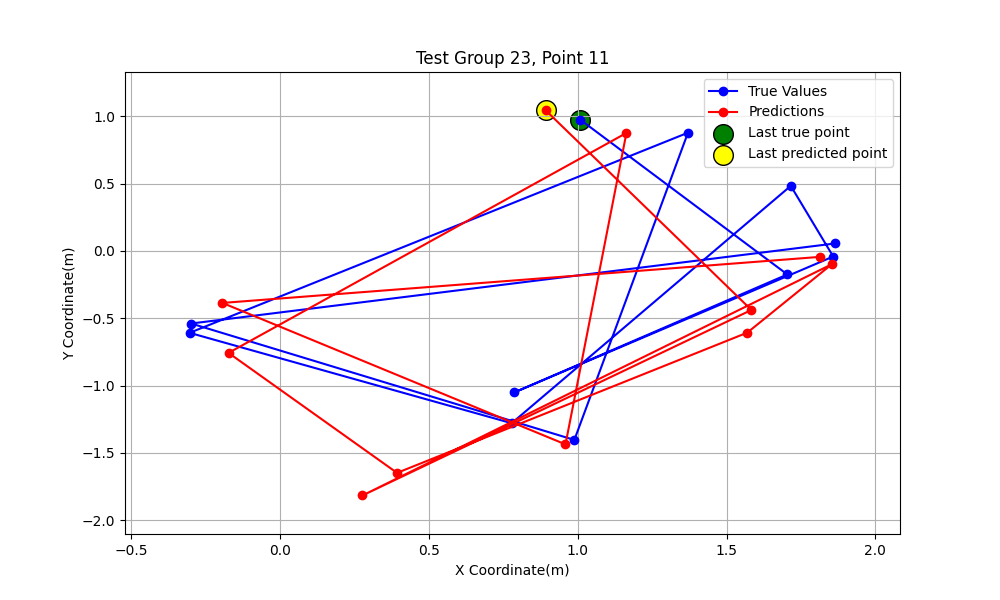 Test Group 23, Point 11
True Values
Predictions
Last true point
Last predicted point
Y Coordinate(m)
1.0
0.5
0.0
−0.5
−1.0
−1.5
−2.0
−0.5 0.0 0.5 1.0 1.5 2.0
X Coordinate(m)